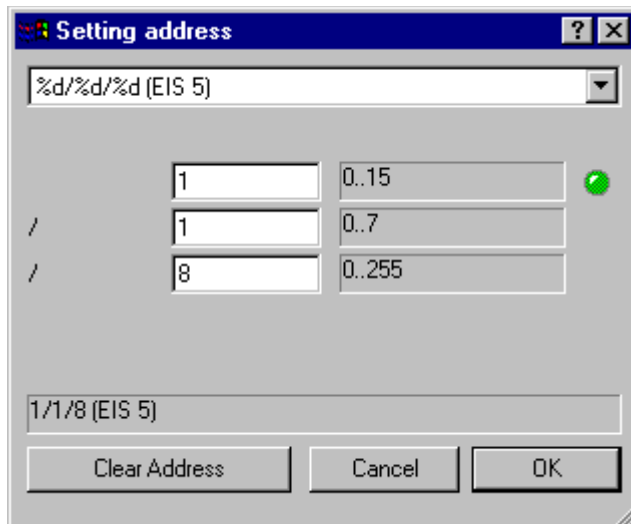 Setting address
%d/%d/%d (EIS 5)
1 0..15
/ 1 0..7
/ 8 0..255
1/1/8 (EIS 5)
Clear Address Cancel OK